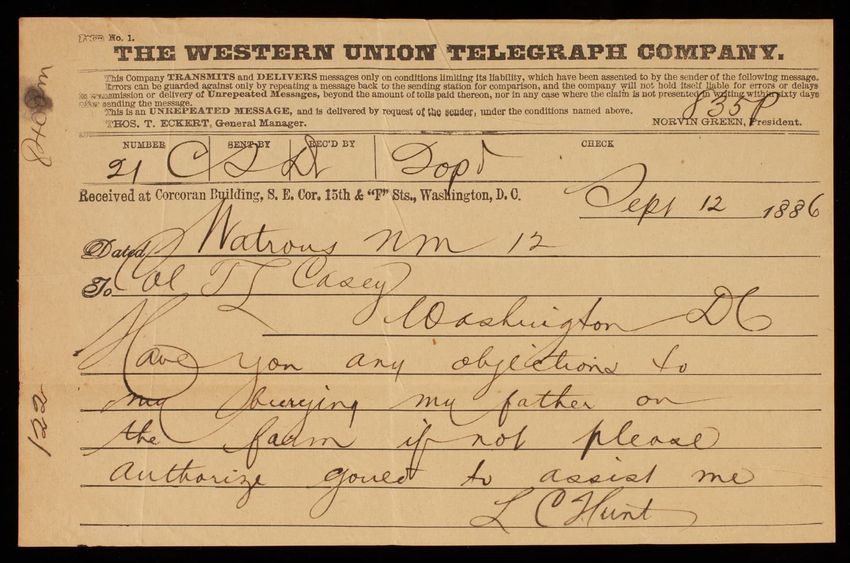 No. 1.
THE WESTERN UNION TELEGRAPH COMPANY.
This Company TRANSMITS and DELIVERS messages only on conditions limiting its liability, which have been assented to by the sender of the following message.
Errors can be guarded against only by repeating a message back to the sending station for comparison, and the company will not hold itself liable for errors or delays
in transmission or delivery of Unrepeated Messages, beyond the amount of tolls paid thereon, nor in any case where the claim is not presented in writing within sixty days
after sending the message.
This is an UNREPEATED MESSAGE, and is delivered by request of the sender, under the conditions named above.
THOS. T. ECKERT, General Manager. NORVIN GREEN, President.
835P
NUMBER SENT BY REC'D BY CHECK
21 C
Received at Corcoran Building, S. E. Cor. 15th & "F" Sts., Washington, D. C.
Sept 12 1886
Dated Watrous NM 12
To Col TL Casey
Washington DC
Have you any objections to
my burying my father on
the farm if not please
authorize to assist me
L C Hunt
840pm
122